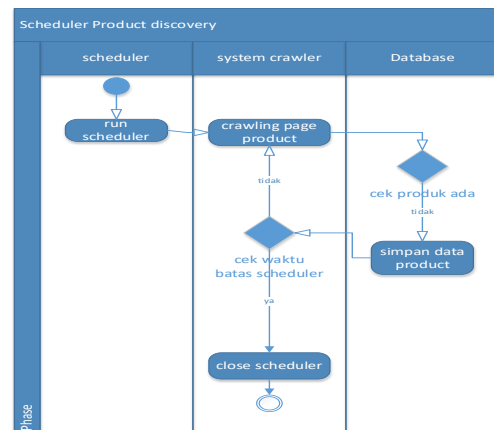 Scheduler Product discovery
scheduler
system crawler
Database
run
scheduler
crawling page
product
cek produk ada
tidak
tidak
simpan data
product
cek waktu
batas scheduler
ya
close scheduler
Phase